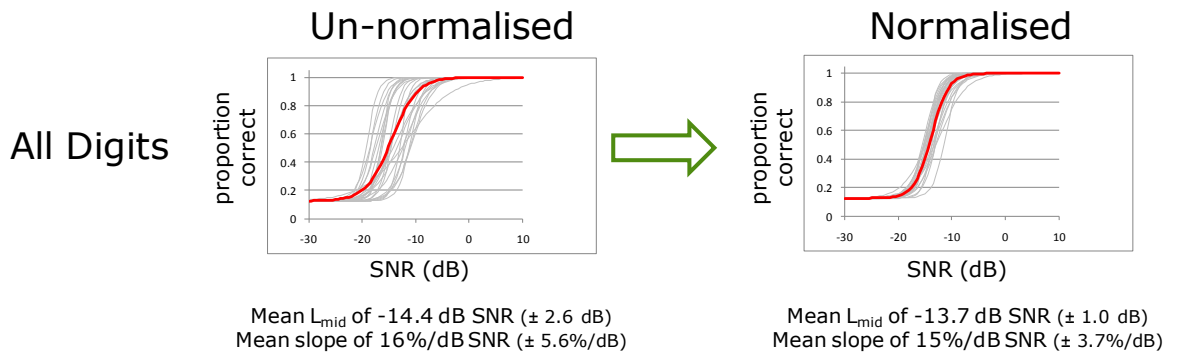 Un-normalised
Normalised
All Digits
proportion
correct
1
0.8
0.6
0.4
0.2
0
-30 -20 -10 0 10
SNR (dB)
Mean Lmid of -14.4 dB SNR (± 2.6 dB)
Mean slope of 16%/dB SNR (± 5.6%/dB)
proportion
correct
1
0.8
0.6
0.4
0.2
0
-30 -20 -10 0 10
SNR (dB)
Mean Lmid of -13.7 dB SNR (± 1.0 dB)
Mean slope of 15%/dB SNR (± 3.7%/dB)